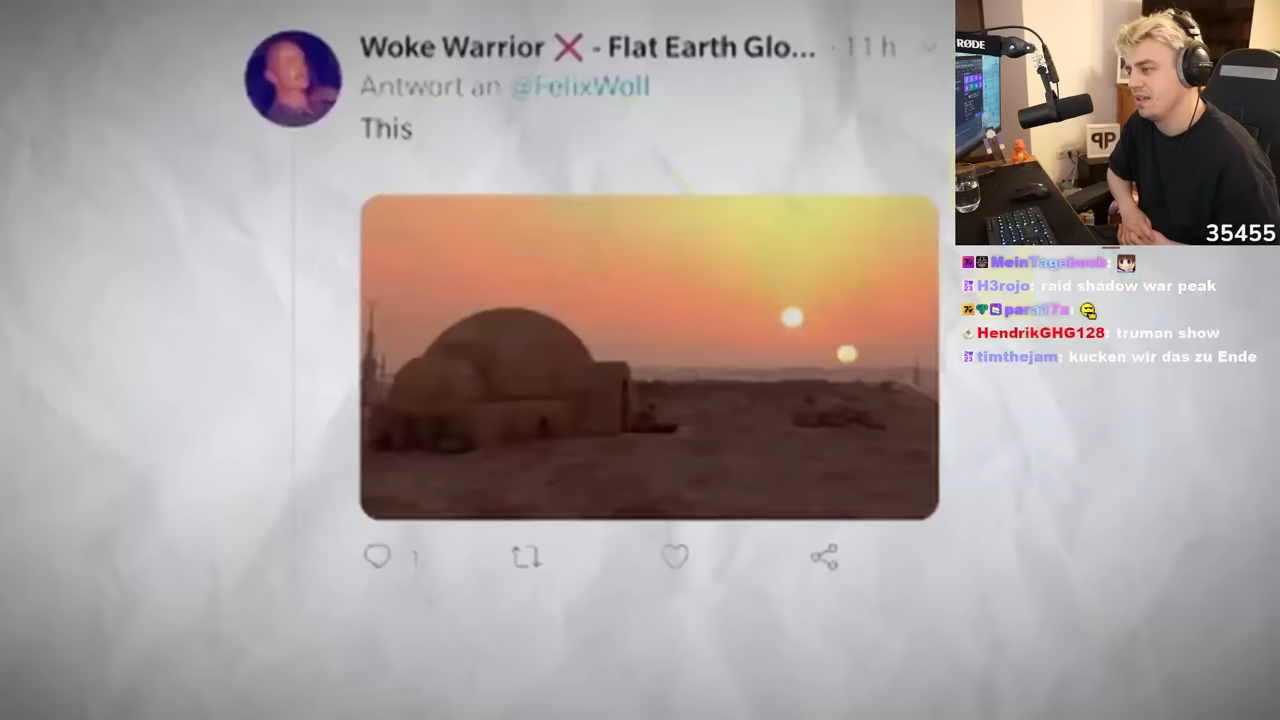 Woke Warrior ❌ - Flat Earth Glo... · 11 h
Antwort an @FelixWoll
This
1
RØDE
35455
MeinTagebuch:
H3rojo: raid shadow war peak
HendrikGHG128: truman show
timthejam: kucken wir das zu Ende